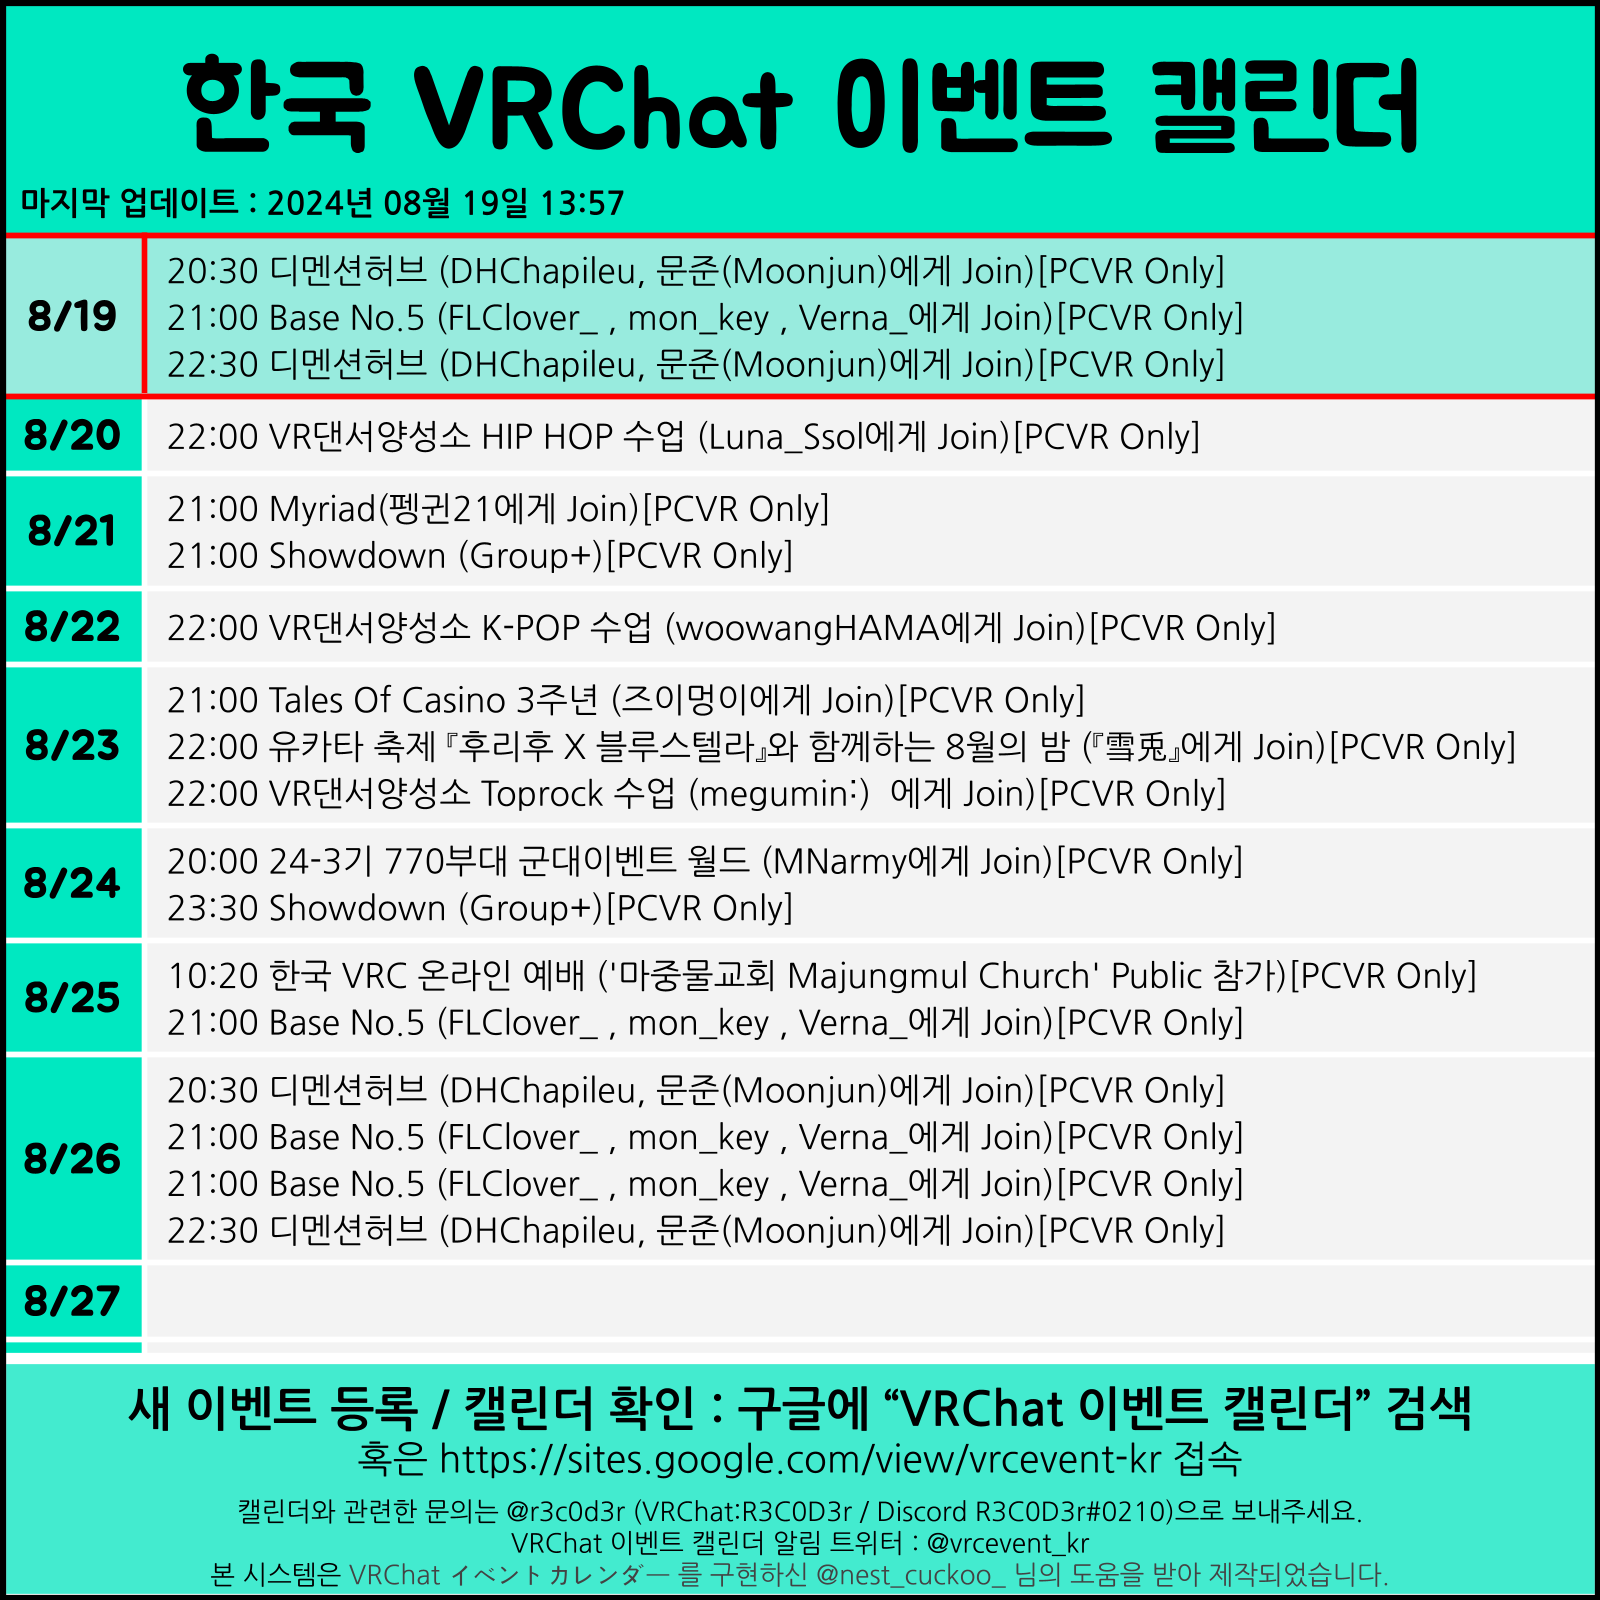 한국 VRChat 이벤트 캘린더
마지막 업데이트 : 2024년 08월 19일 13:57
8/19
20:30 디멘션허브 (DHChapileu, 문준(Moonjun)에게 Join)[PCVR Only]
21:00 Base No.5 (FLClover_ , mon_key , Verna_에게 Join)[PCVR Only]
22:30 디멘션허브 (DHChapileu, 문준(Moonjun)에게 Join)[PCVR Only]
8/20
22:00 VR댄서양성소 HIP HOP 수업 (Luna_Ssol에게 Join)[PCVR Only]
8/21
21:00 Myriad(펭귄21에게 Join)[PCVR Only]
21:00 Showdown (Group+)[PCVR Only]
8/22
22:00 VR댄서양성소 K-POP 수업 (woowangHAMA에게 Join)[PCVR Only]
8/23
21:00 Tales Of Casino 3주년 (즈이멍이에게 Join)[PCVR Only]
22:00 유카타 축제『후리후 X 블루스텔라』와 함께하는 8월의 밤 (『雪兎』에게 Join)[PCVR Only]
22:00 VR댄서양성소 Toprock 수업 (megumin:)  에게 Join)[PCVR Only]
8/24
20:00 24-3기 770부대 군대이벤트 월드 (MNarmy에게 Join)[PCVR Only]
23:30 Showdown (Group+)[PCVR Only]
8/25
10:20 한국 VRC 온라인 예배 ('마중물교회 Majungmul Church' Public 참가)[PCVR Only]
21:00 Base No.5 (FLClover_ , mon_key , Verna_에게 Join)[PCVR Only]
8/26
20:30 디멘션허브 (DHChapileu, 문준(Moonjun)에게 Join)[PCVR Only]
21:00 Base No.5 (FLClover_ , mon_key , Verna_에게 Join)[PCVR Only]
21:00 Base No.5 (FLClover_ , mon_key , Verna_에게 Join)[PCVR Only]
22:30 디멘션허브 (DHChapileu, 문준(Moonjun)에게 Join)[PCVR Only]
8/27
새 이벤트 등록 / 캘린더 확인 : 구글에 “VRChat 이벤트 캘린더” 검색
혹은 https://sites.google.com/view/vrcevent-kr 접속
캘린더와 관련한 문의는 @r3c0d3r (VRChat:R3C0D3r / Discord R3C0D3r#0210)으로 보내주세요.
VRChat 이벤트 캘린더 알림 트위터 : @vrcevent_kr
본 시스템은 VRChat イベントカレンダー 를 구현하신 @nest_cuckoo_ 님의 도움을 받아 제작되었습니다.